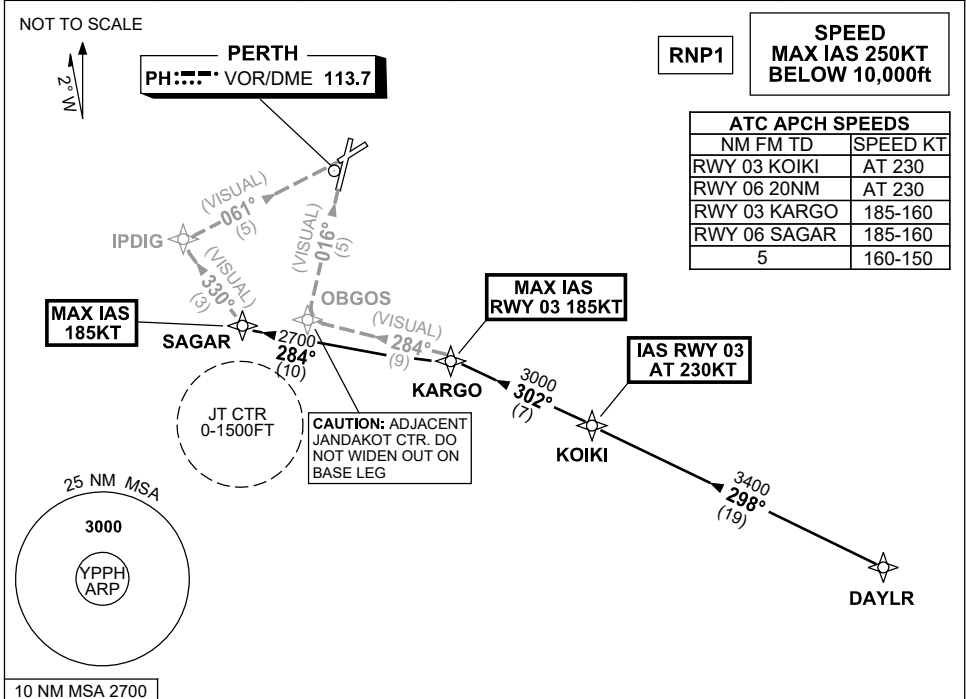 NOT TO SCALE
2° W
PERTH
PH VOR/DME 113.7
RNP1
SPEED
MAX IAS 250KT
BELOW 10,000ft
ATC APCH SPEEDS
NM FM TD SPEED KT
RWY 03 KOIKI AT 230
RWY 06 20NM AT 230
RWY 03 KARGO 185-160
RWY 06 SAGAR 185-160
5 160-150
(VISUAL)
061°
(5)
(VISUAL)
016°
(5)
IPDIG
(VISUAL)
330°
(3)
OBGOS
(VISUAL)
284°
(9)
MAX IAS
RWY 03 185KT
MAX IAS
185KT
SAGAR
2700
284°
(10)
KARGO
IAS RWY 03
AT 230KT
3000
302°
(7)
KOIKI
JT CTR
0-1500FT
CAUTION: ADJACENT
JANDAKOT CTR. DO
NOT WIDEN OUT ON
BASE LEG
3400
298°
(19)
DAYLR
25 NM MSA
3000
YPPH
ARP
10 NM MSA 2700